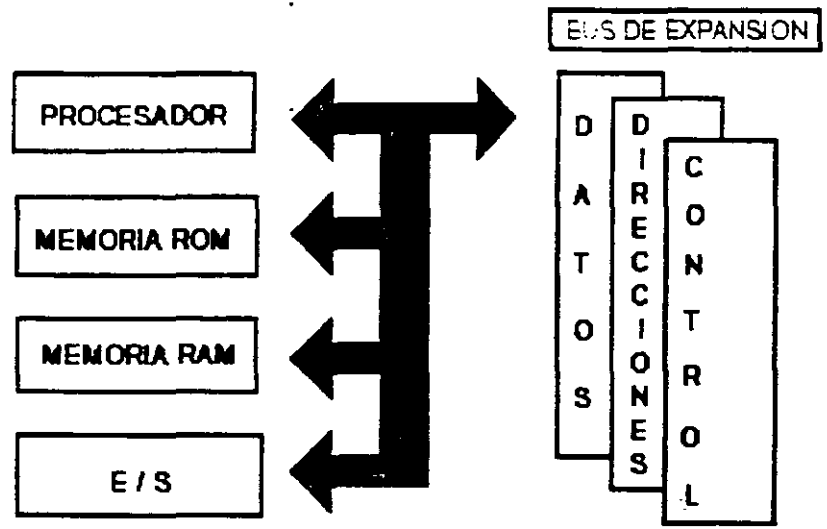 BUS DE EXPANSION
PROCESADOR
MEMORIA ROM
MEMORIA RAM
E / S
DATOS
DIRECCIONES
CONTROL